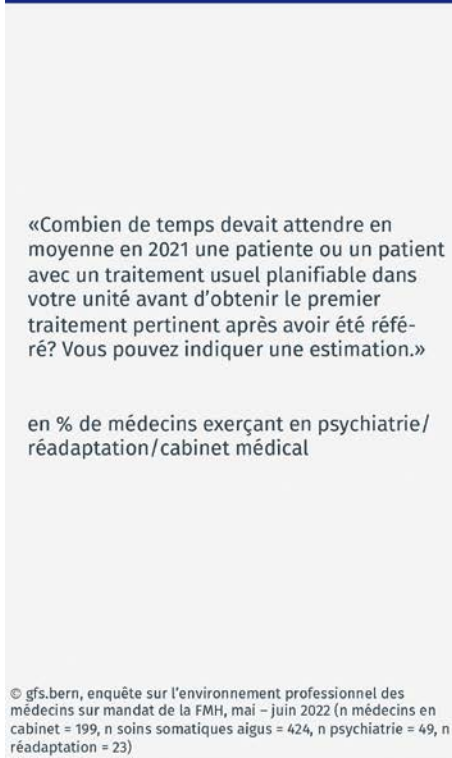 «Combien de temps devait attendre en
moyenne en 2021 une patiente ou un patient
avec un traitement usuel planifiable dans
votre unité avant d’obtenir le premier
traitement pertinent après avoir été réfé-
ré? Vous pouvez indiquer une estimation.»
en % de médecins exerçant en psychiatrie/
réadaptation/cabinet médical
© gfs.bern, enquête sur l’environnement professionnel des
médecins sur mandat de la FMH, mai – juin 2022 (n médecins en
cabinet = 199, n soins somatiques aigus = 424, n psychiatrie = 49, n
réadaptation = 23)